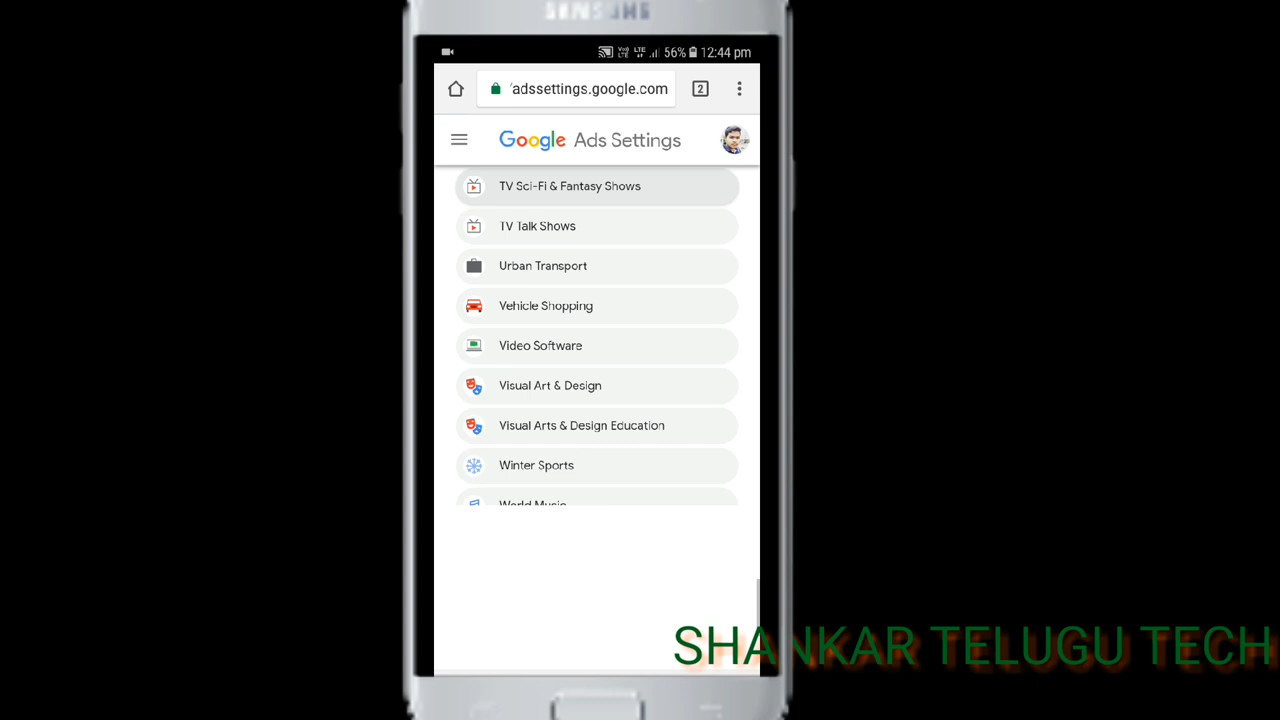 SAMSUNG
LTE 56% 12:44 pm
adssettings.google.com 2
Google Ads Settings
TV Sci-Fi & Fantasy Shows
TV Talk Shows
Urban Transport
Vehicle Shopping
Video Software
Visual Art & Design
Visual Arts & Design Education
Winter Sports
World Music
SHANKAR TELUGU TECH